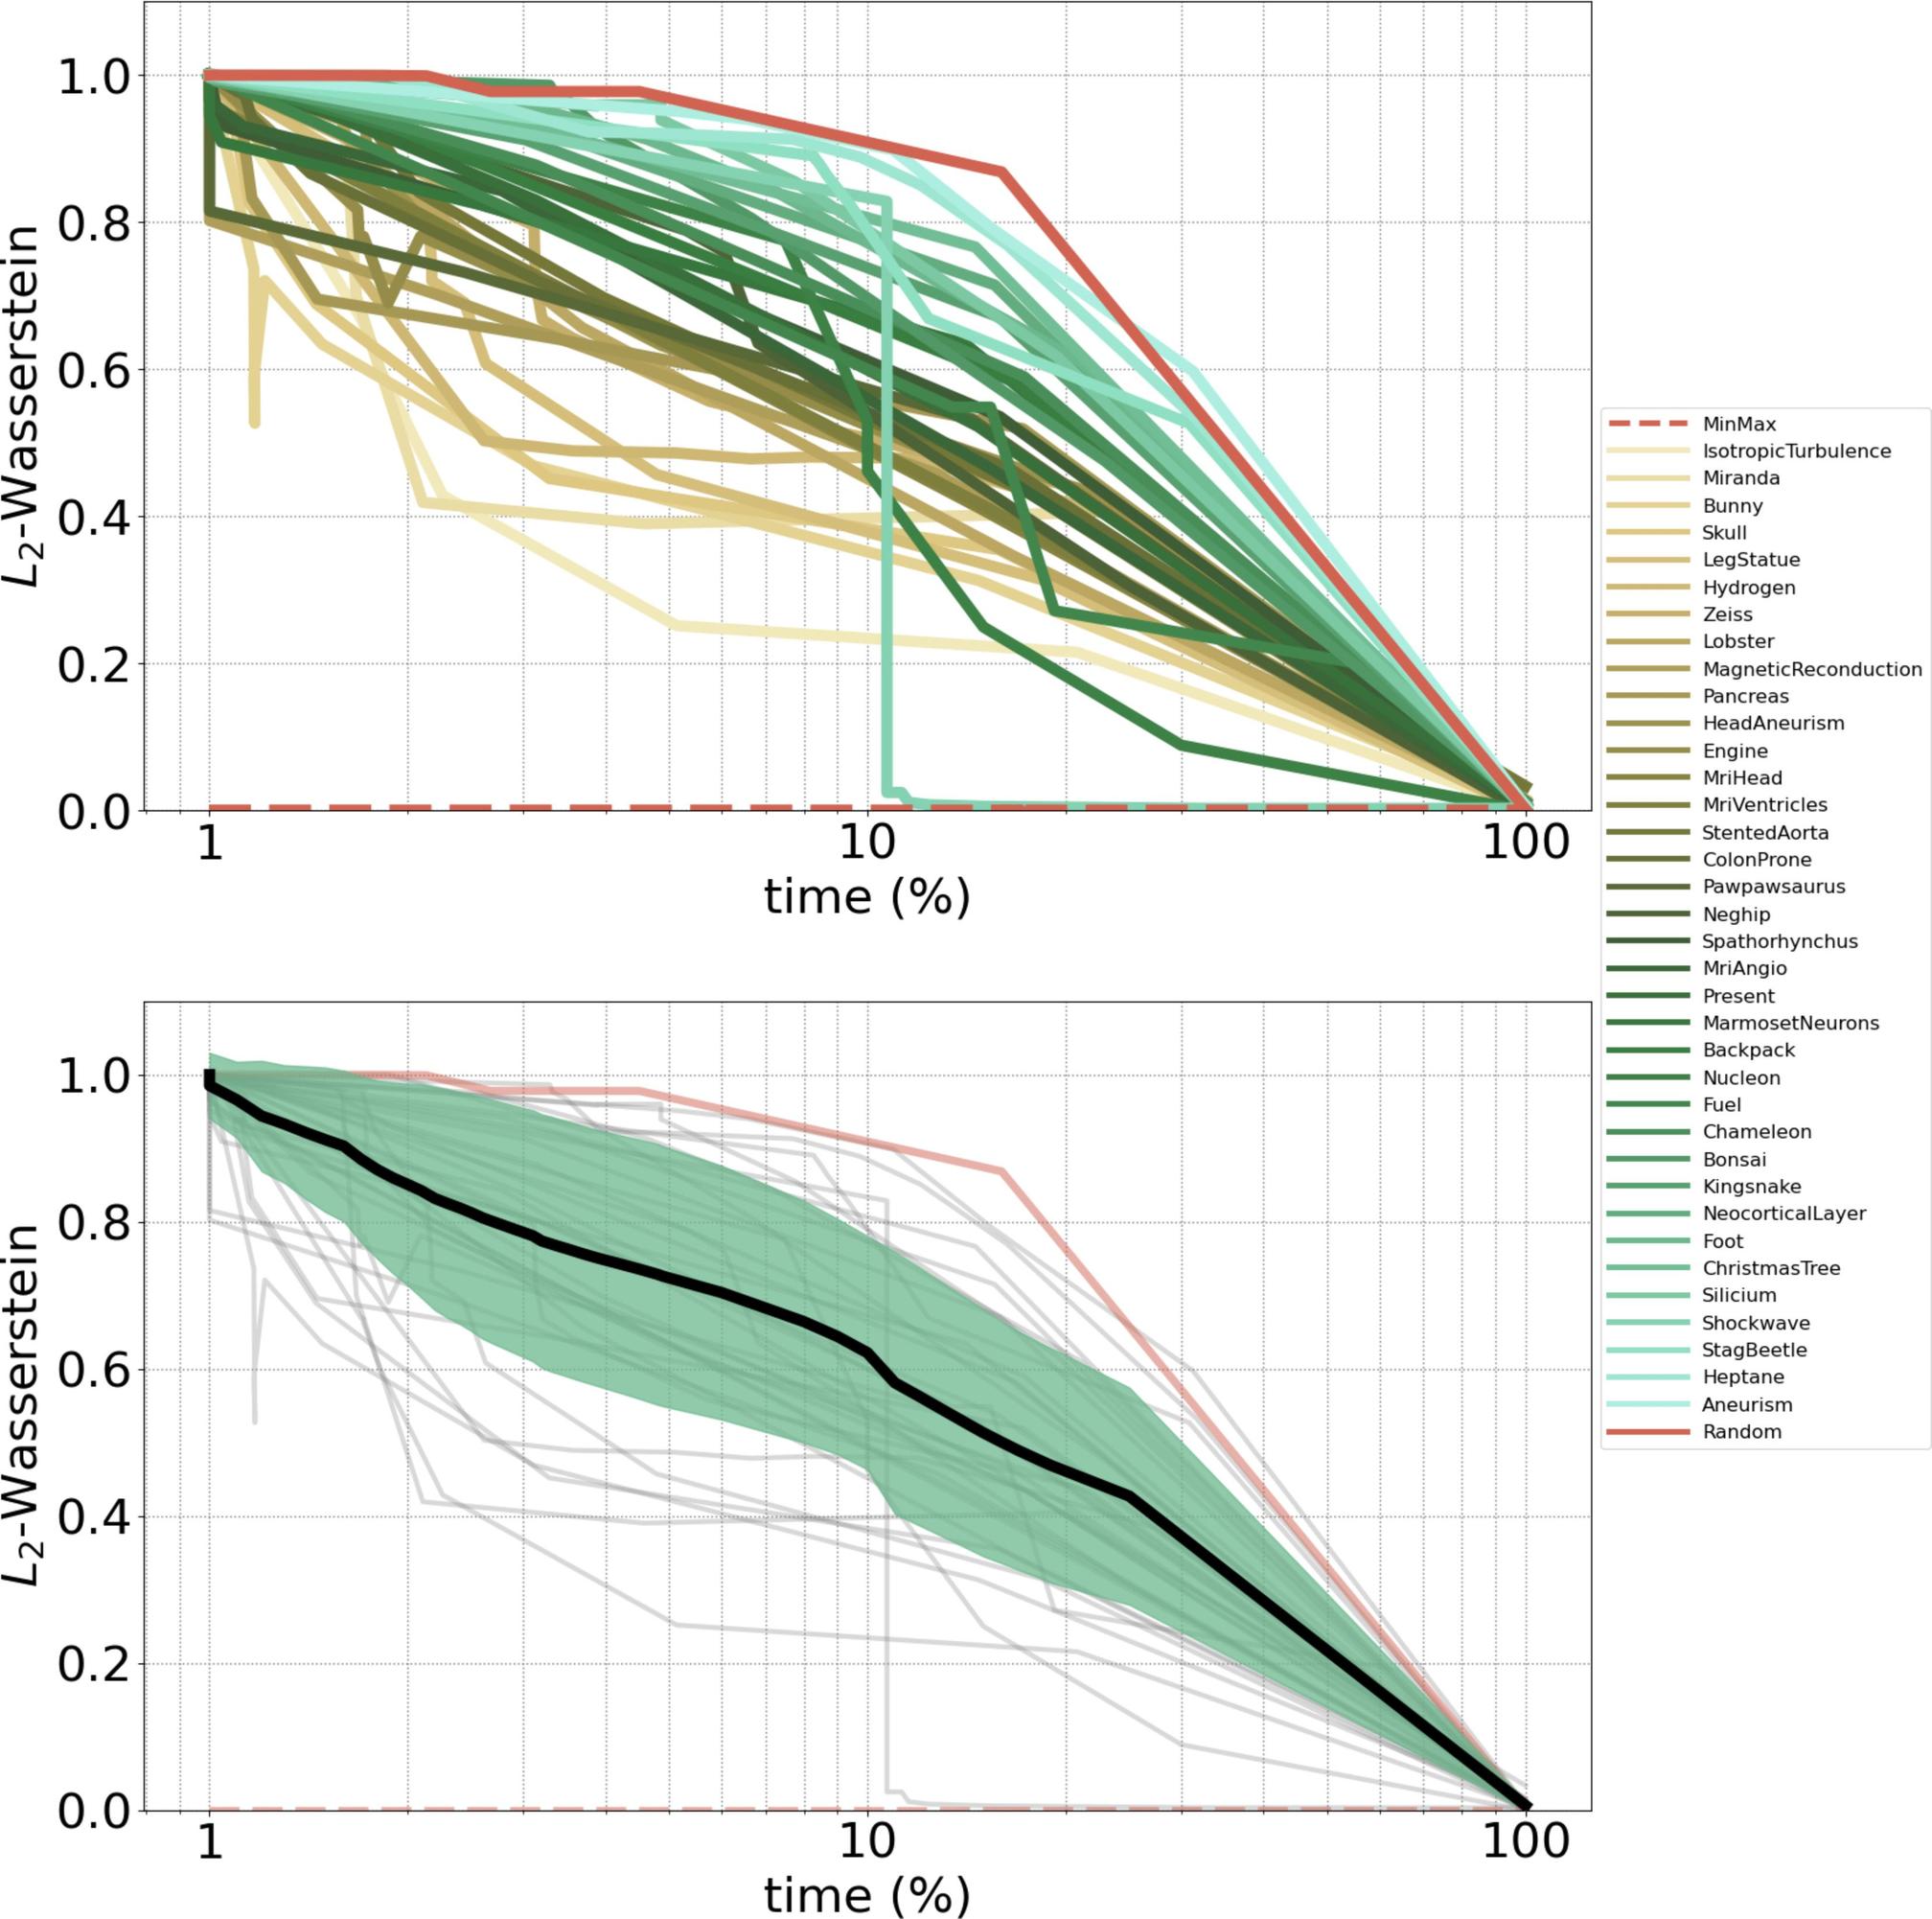 1.0
0.8
0.6
0.4
0.2
0.0
L2-Wasserstein
1 10 100
time (%)
MinMax
IsotropicTurbulence
Miranda
Bunny
Skull
LegStatue
Hydrogen
Zeiss
Lobster
MagneticReconduction
Pancreas
HeadAneurism
Engine
MriHead
MriVentricles
StentedAorta
ColonProne
Pawpawsaurus
Neghip
Spathorhynchus
MriAngio
Present
MarmosetNeurons
Backpack
Nucleon
Fuel
Chameleon
Bonsai
Kingsnake
NeocorticalLayer
Foot
ChristmasTree
Silicium
Shockwave
StagBeetle
Heptane
Aneurism
Random
1.0
0.8
0.6
0.4
0.2
0.0
L2-Wasserstein
1 10 100
time (%)